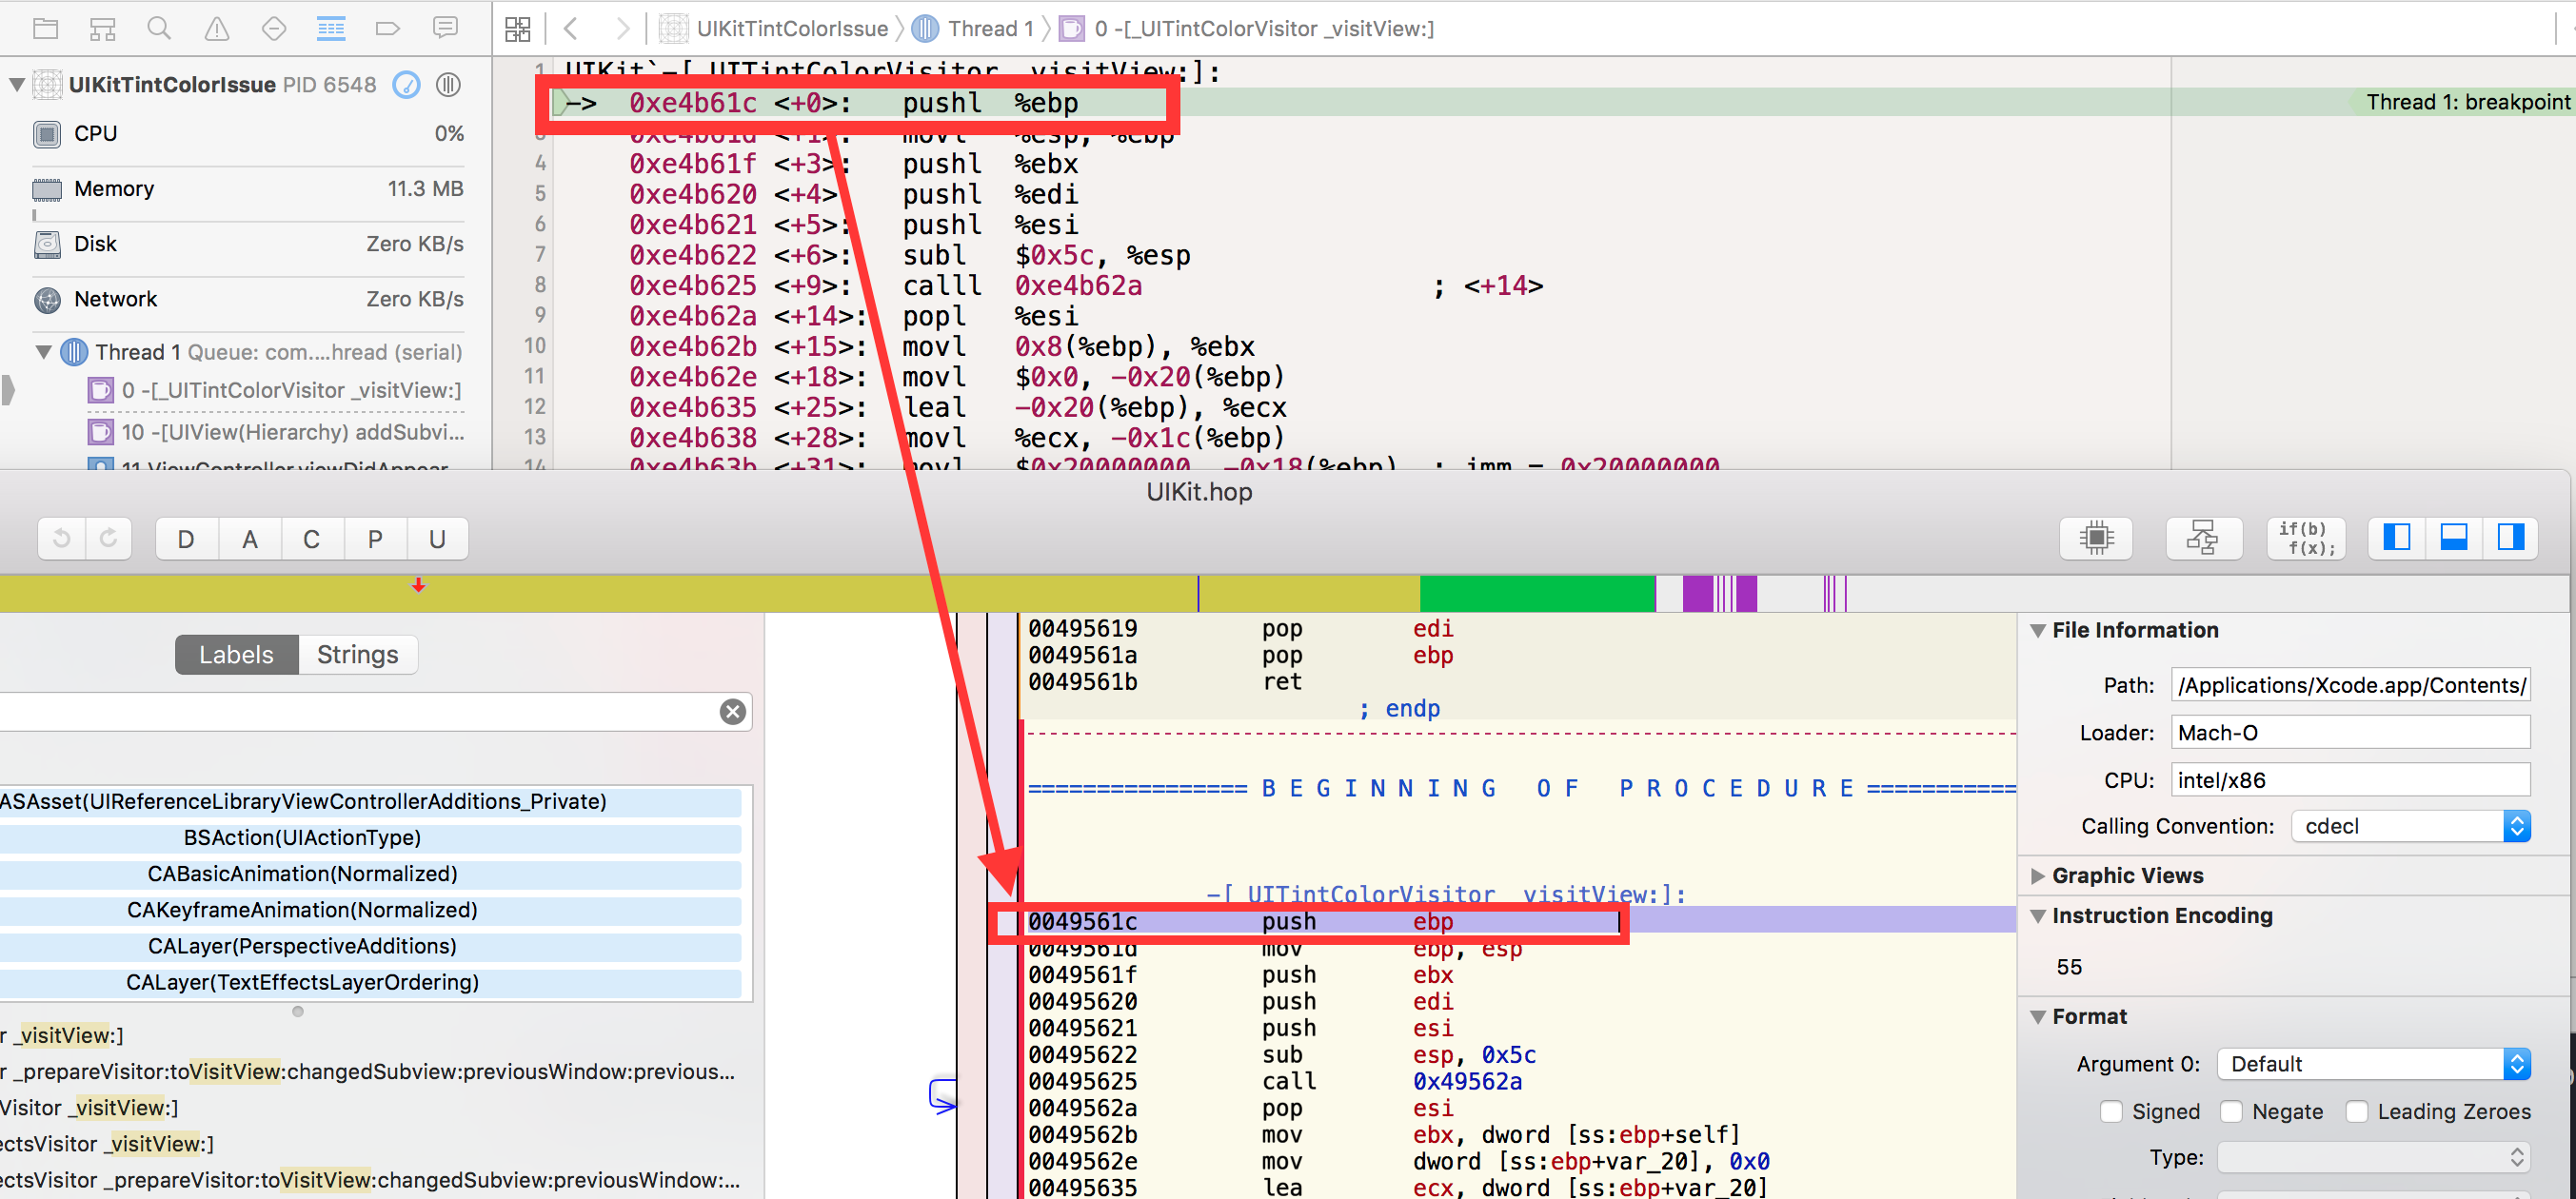 UIKitTintColorIssue 〉 Thread 1 〉 0 -[_UITintColorVisitor _visitView:]
UIKitTintColorIssue PID 6548
CPU 0%
Memory 11.3 MB
Disk Zero KB/s
Network Zero KB/s
Thread 1 Queue: com....hread (serial)
0 -[_UITintColorVisitor _visitView:]
10 -[UIView(Hierarchy) addSubvi...
11 ViewController.viewDidAppear
1 UIKit`-[_UITintColorVisitor _visitView:]:
-> 0xe4b61c <+0>: pushl %ebp
3 0xe4b61d <+1>: movl %esp, %ebp
4 0xe4b61f <+3>: pushl %ebx
5 0xe4b620 <+4>: pushl %edi
6 0xe4b621 <+5>: pushl %esi
7 0xe4b622 <+6>: subl $0x5c, %esp
8 0xe4b625 <+9>: calll 0xe4b62a ; <+14>
9 0xe4b62a <+14>: popl %esi
10 0xe4b62b <+15>: movl 0x8(%ebp), %ebx
11 0xe4b62e <+18>: movl $0x0, -0x20(%ebp)
12 0xe4b635 <+25>: leal -0x20(%ebp), %ecx
13 0xe4b638 <+28>: movl %ecx, -0x1c(%ebp)
14 0xe4b63b <+31>: movl $0x20000000, -0x18(%ebp) ; imm = 0x20000000
Thread 1: breakpoint
UIKit.hop
D A C P U
if(b)
f(x);
Labels Strings
ASAsset(UIReferenceLibraryViewControllerAdditions_Private)
BSAction(UIActionType)
CABasicAnimation(Normalized)
CAKeyframeAnimation(Normalized)
CALayer(PerspectiveAdditions)
CALayer(TextEffectsLayerOrdering)
r _visitView:]
r _prepareVisitor:toVisitView:changedSubview:previousWindow:previous...
Visitor _visitView:]
ectsVisitor _visitView:]
ectsVisitor _prepareVisitor:toVisitView:changedSubview:previousWindow:...
00495619 pop edi
0049561a pop ebp
0049561b ret
; endp
================ B E G I N N I N G   O F   P R O C E D U R E ===========
-[_UITintColorVisitor _visitView:]:
0049561c push ebp
0049561d mov ebp, esp
0049561f push ebx
00495620 push edi
00495621 push esi
00495622 sub esp, 0x5c
00495625 call 0x49562a
0049562a pop esi
0049562b mov ebx, dword [ss:ebp+self]
0049562e mov dword [ss:ebp+var_20], 0x0
00495635 lea ecx, dword [ss:ebp+var_20]
File Information
Path: /Applications/Xcode.app/Contents/
Loader: Mach-O
CPU: intel/x86
Calling Convention: cdecl
Graphic Views
Instruction Encoding
55
Format
Argument 0: Default
Signed Negate Leading Zeroes
Type: